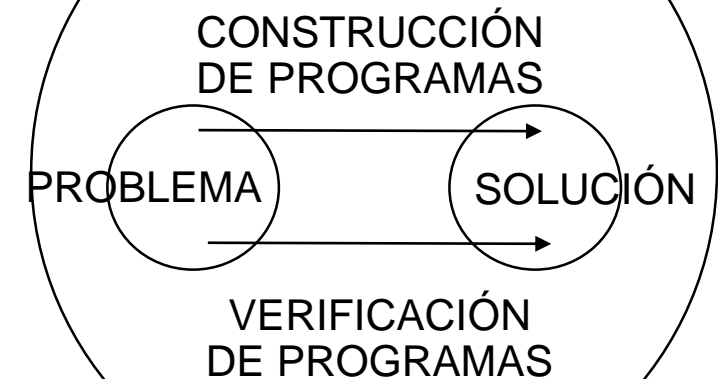 CONSTRUCCIÓN
DE PROGRAMAS
PROBLEMA
SOLUCIÓN
VERIFICACIÓN
DE PROGRAMAS